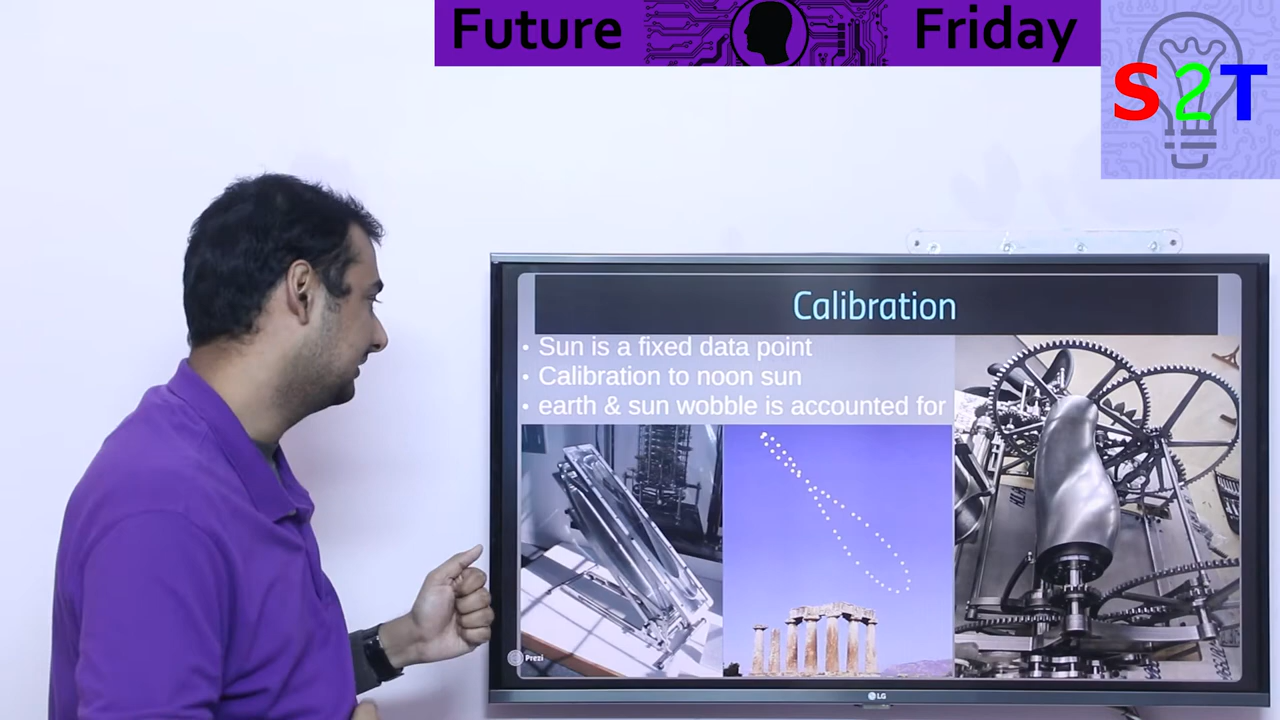 Future Friday
S2T
Calibration
• Sun is a fixed data point
• Calibration to noon sun
• earth & sun wobble is accounted for
Prezi
LG